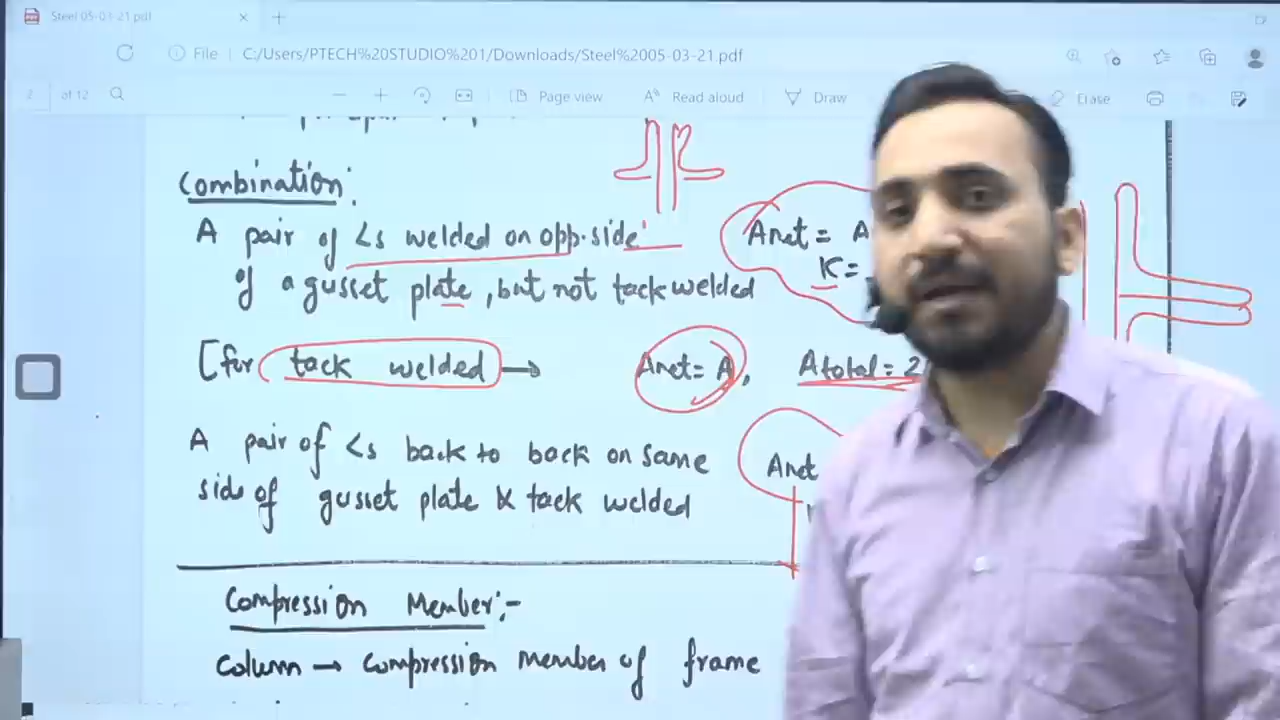 Steel 05-03-21.pdf
File C:/Users/PTECH%20STUDIO%201/Downloads/Steel%2005-03-21.pdf
2 of 12 Page view Read aloud Draw Erase
Combination:
A pair of ∠s welded on opp. side
of a gusset plate, but not tack welded
Anet = A
K =
[for tack welded → Anet = A, Atotal = 2
A pair of ∠s back to back on same
side of gusset plate & tack welded
Anet
Compression Member:-
Column → Compression member of frame